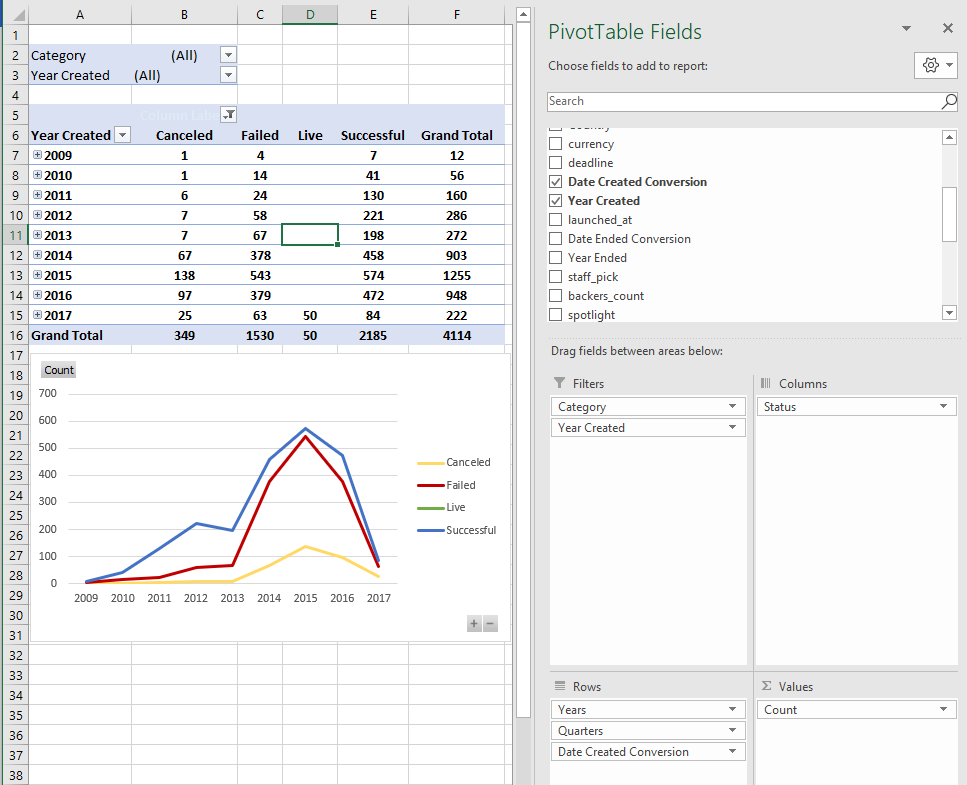 A B C D E F
1
2 Category (All)
3 Year Created (All)
4
5 Column Labels
6 Year Created Canceled Failed Live Successful Grand Total
7 2009 1 4 7 12
8 2010 1 14 41 56
9 2011 6 24 130 160
10 2012 7 58 221 286
11 2013 7 67 198 272
12 2014 67 378 458 903
13 2015 138 543 574 1255
14 2016 97 379 472 948
15 2017 25 63 50 84 222
16 Grand Total 349 1530 50 2185 4114
17
18
19
20
21
22
23
24
25
26
27
28
29
30
31
32
33
34
35
36
37
38
Count
700
600
500
400
300
200
100
0
2009 2010 2011 2012 2013 2014 2015 2016 2017
Canceled
Failed
Live
Successful
+ −
PivotTable Fields
Choose fields to add to report:
Search
country
currency
deadline
Date Created Conversion
Year Created
launched_at
Date Ended Conversion
Year Ended
staff_pick
backers_count
spotlight
Drag fields between areas below:
Filters
Category
Year Created
Columns
Status
Rows
Years
Quarters
Date Created Conversion
Σ Values
Count